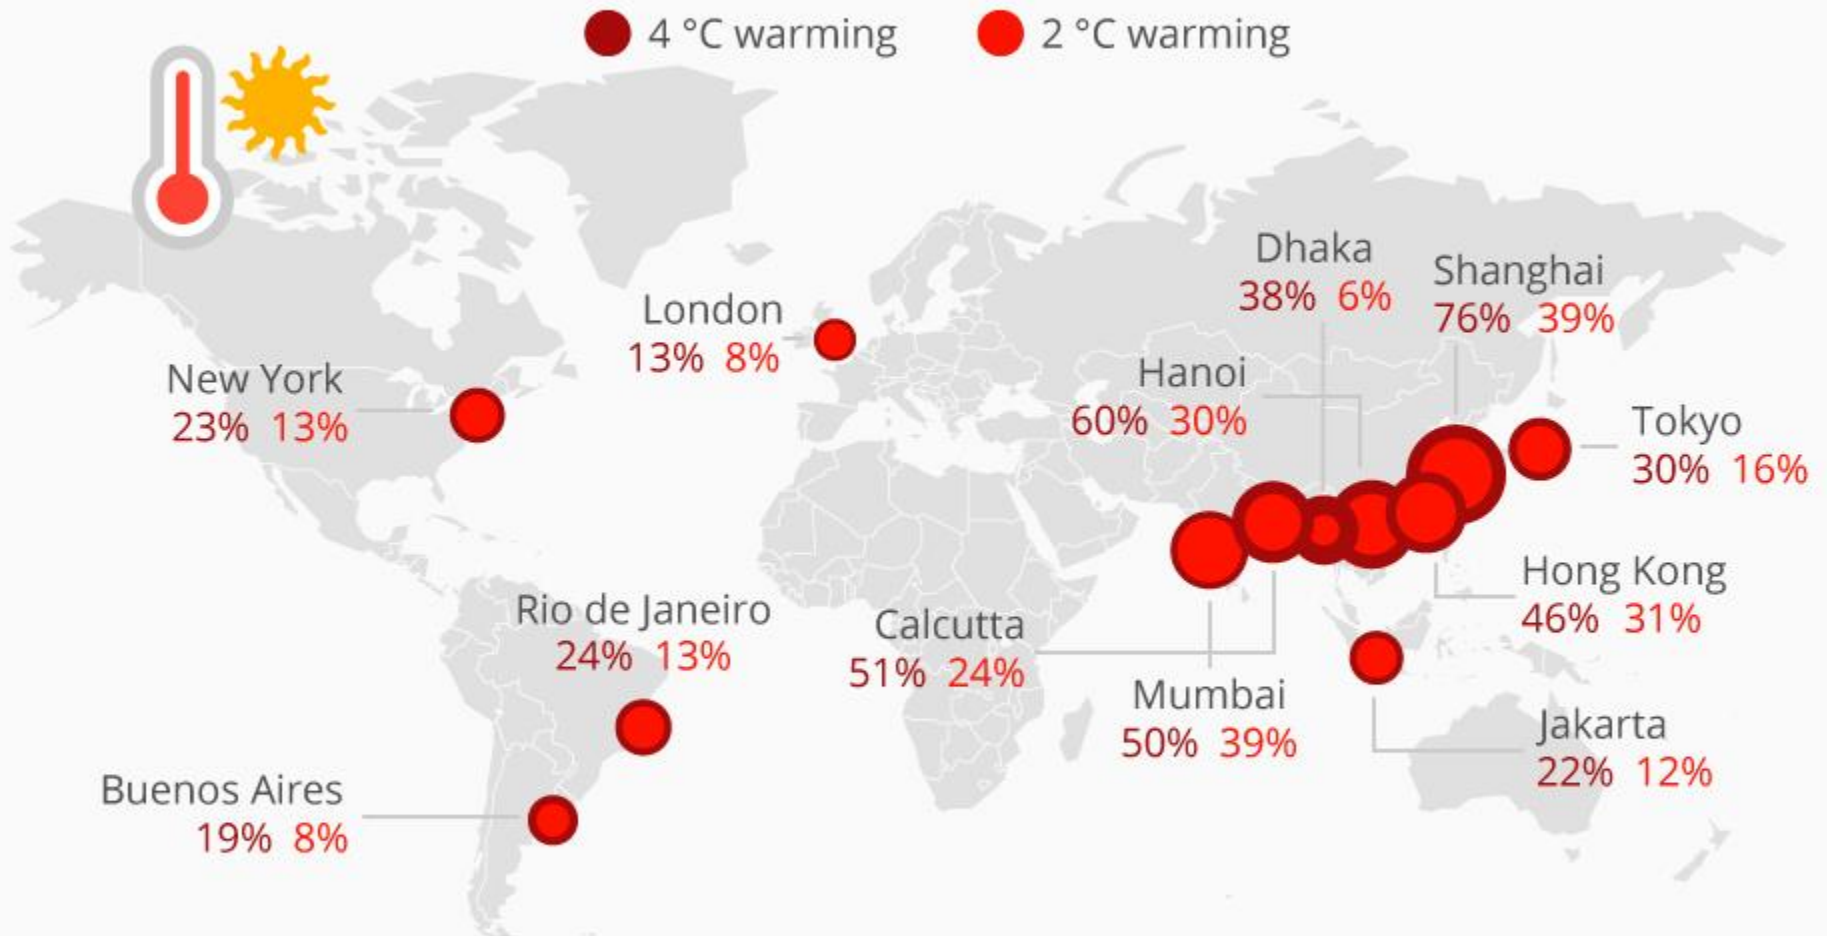 4 °C warming 2 °C warming
Dhaka
38% 6%
Shanghai
76% 39%
London
13% 8%
Hanoi
60% 30%
New York
23% 13%
Tokyo
30% 16%
Hong Kong
46% 31%
Rio de Janeiro
24% 13%
Calcutta
51% 24%
Mumbai
50% 39%
Jakarta
22% 12%
Buenos Aires
19% 8%